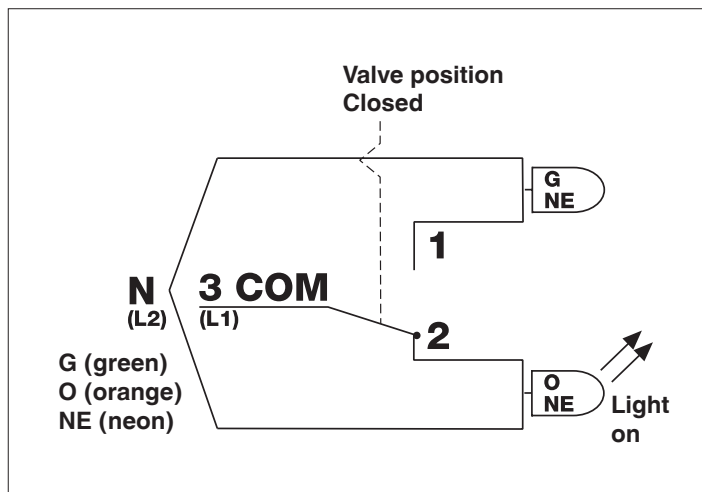 Valve position
Closed
G
NE
1
N
(L2)
3 COM
(L1)
2
G (green)
O (orange)
NE (neon)
O
NE
Light
on